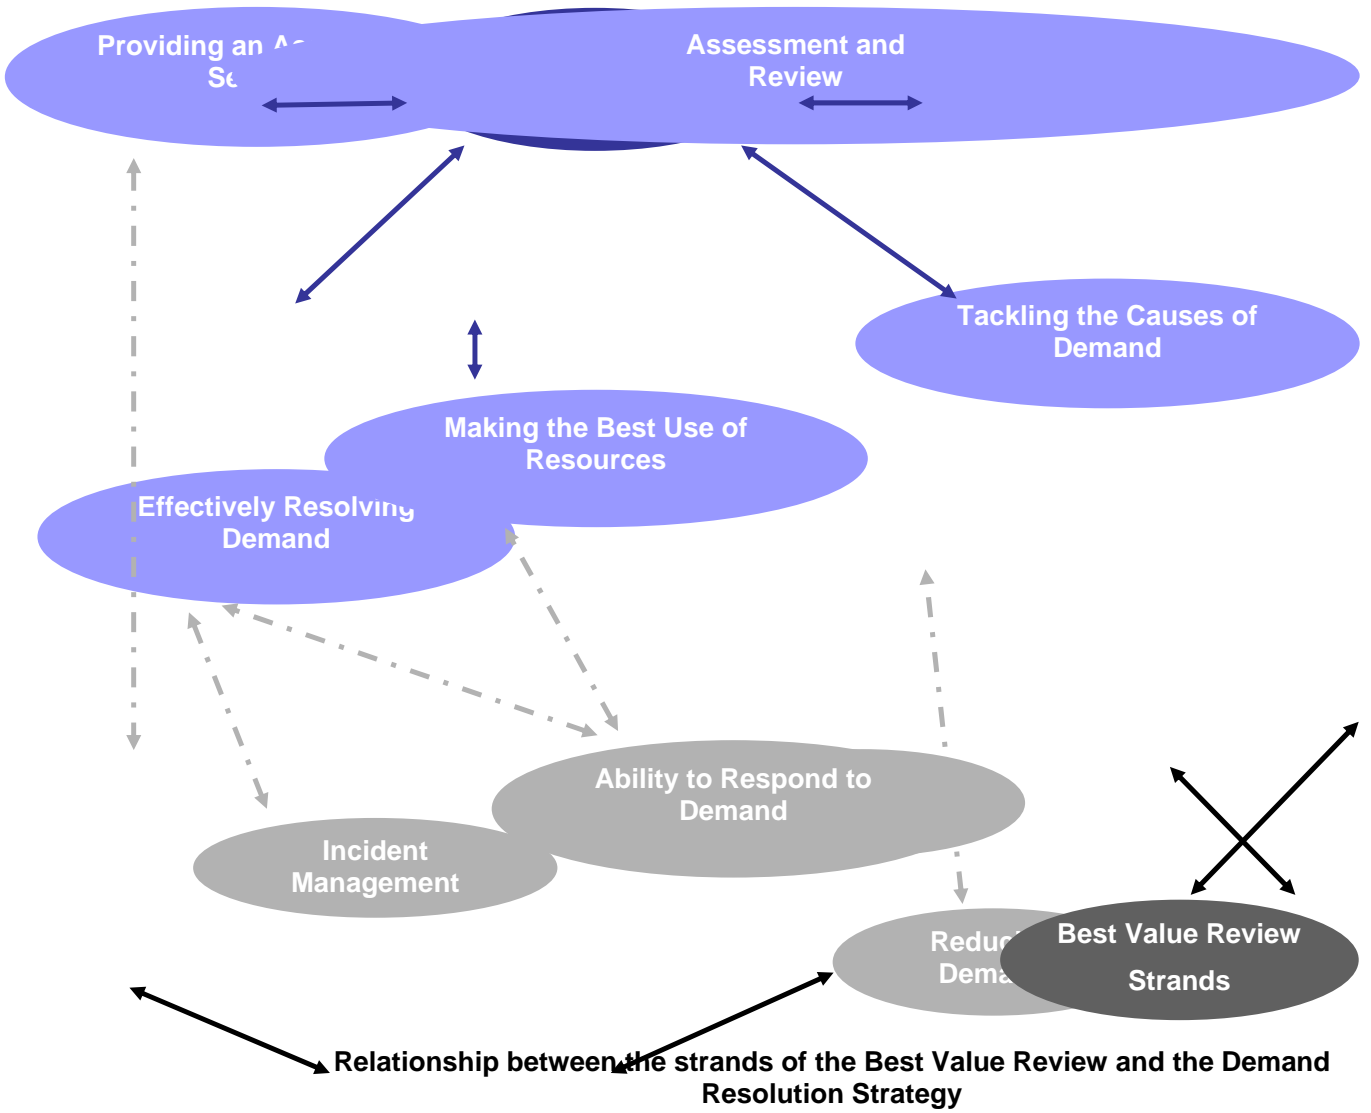 Providing an
Assessment and
Review
Tackling the Causes of
Demand
Making the Best Use of
Resources
Effectively Resolving
Demand
Ability to Respond to
Demand
Incident
Management
Best Value Review
Strands
Relationship between the strands of the Best Value Review and the Demand
Resolution Strategy